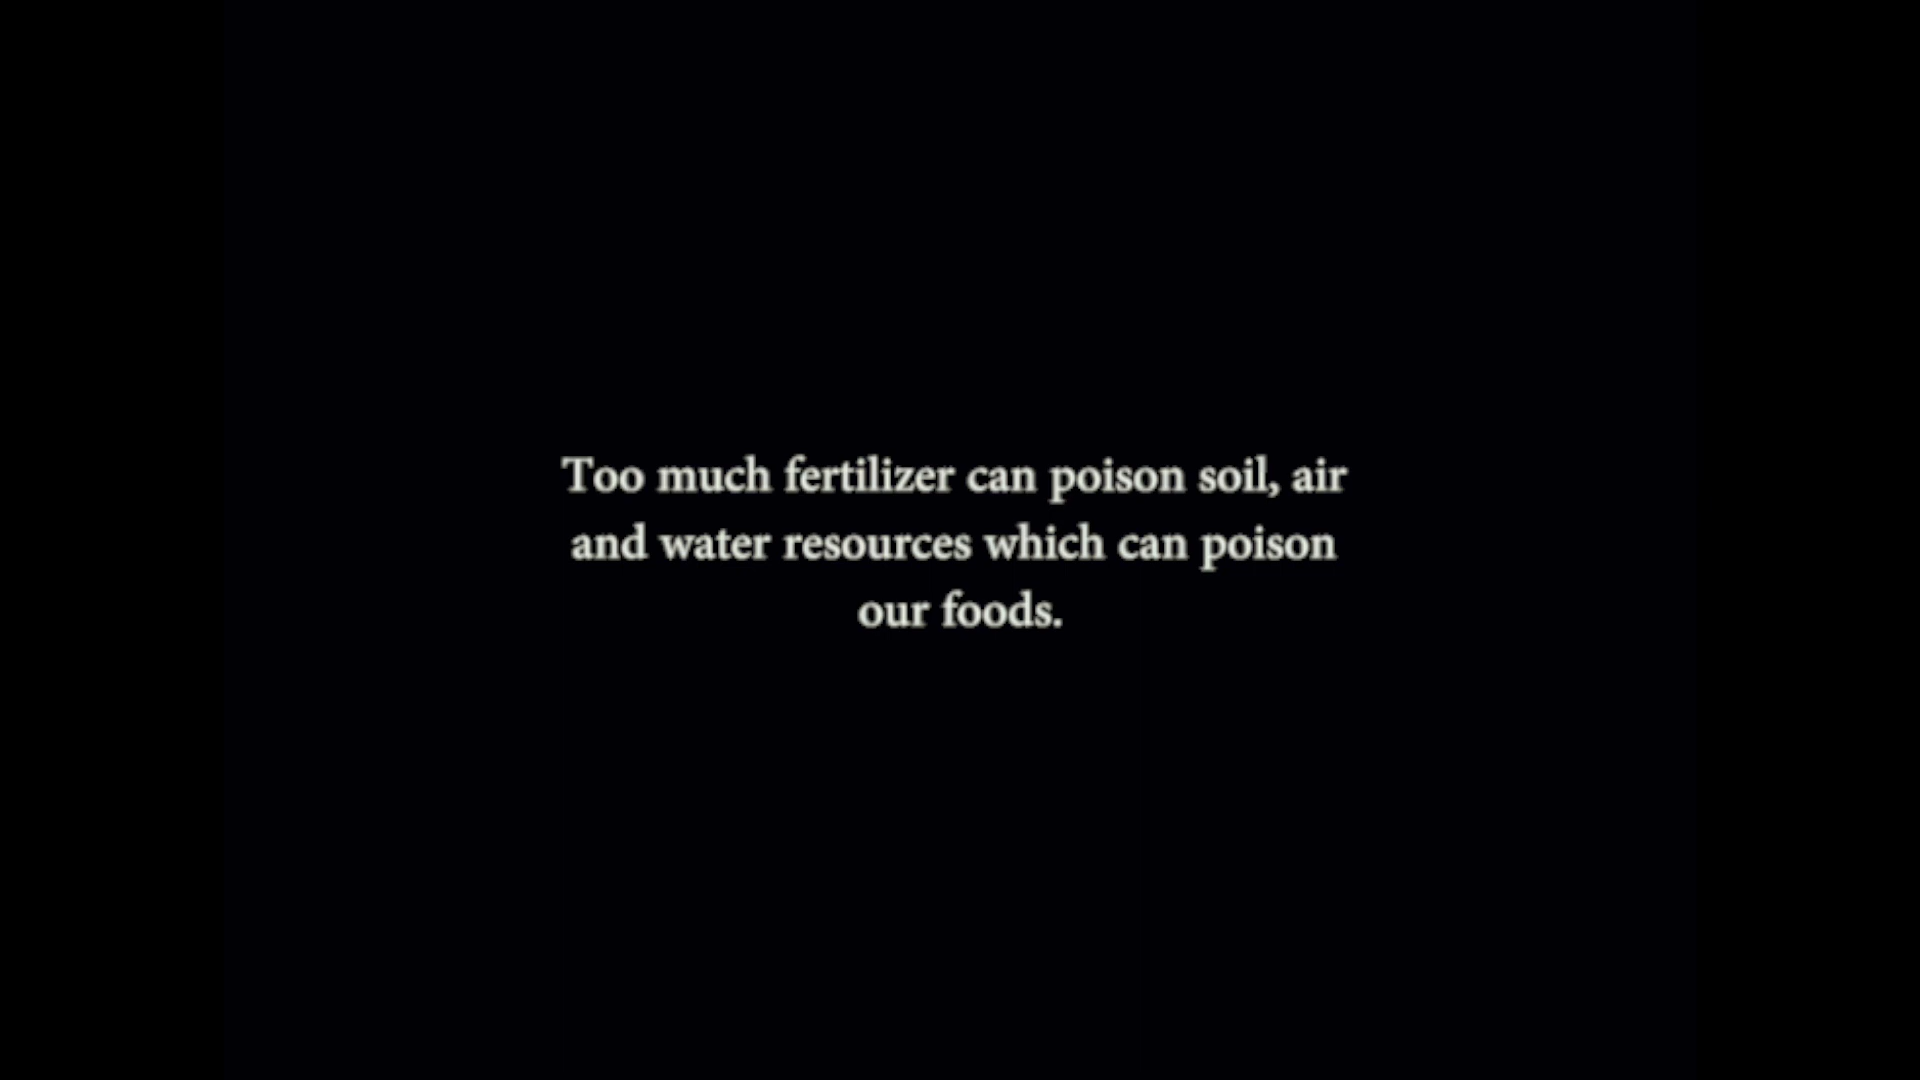 Too much fertilizer can poison soil, air
and water resources which can poison
our foods.